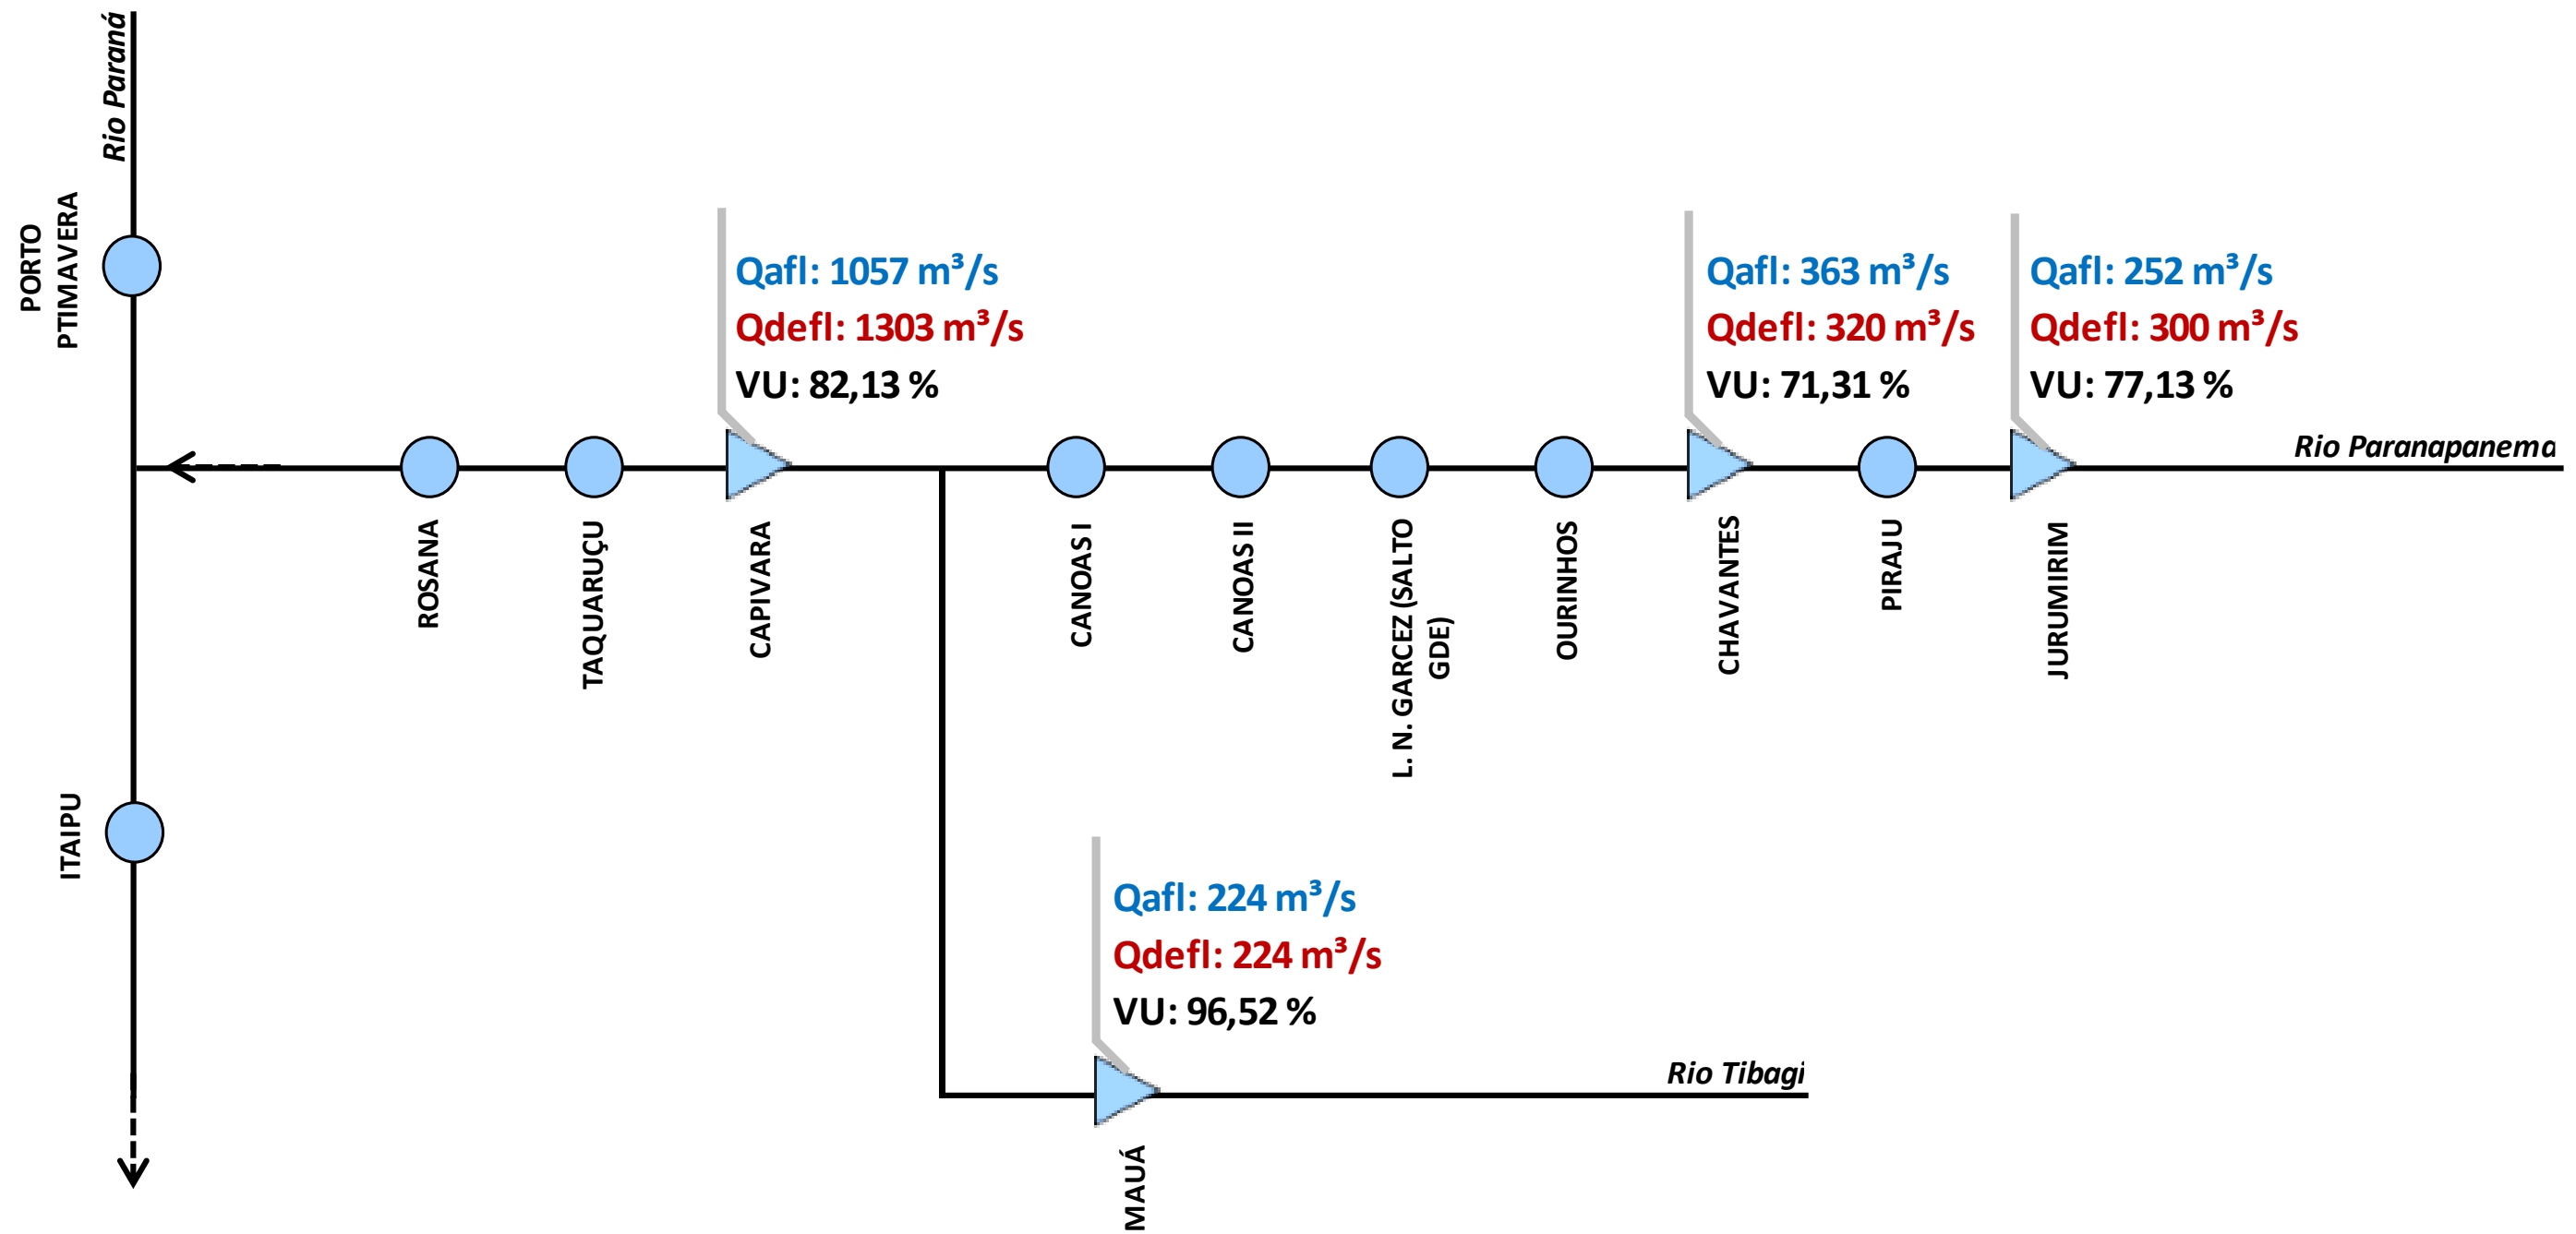 Rio Paraná
PORTO
PTIMAVERA
Qafl: 1057 m³/s
Qdefl: 1303 m³/s
VU: 82,13 %
Qafl: 363 m³/s
Qdefl: 320 m³/s
VU: 71,31 %
Qafl: 252 m³/s
Qdefl: 300 m³/s
VU: 77,13 %
Rio Paranapanema
ROSANA
TAQUARUÇU
CAPIVARA
CANOAS I
CANOAS II
L. N. GARCEZ (SALTO
GDE)
OURINHOS
CHAVANTES
PIRAJU
JURUMIRIM
ITAIPU
Qafl: 224 m³/s
Qdefl: 224 m³/s
VU: 96,52 %
Rio Tibagi
MAUÁ